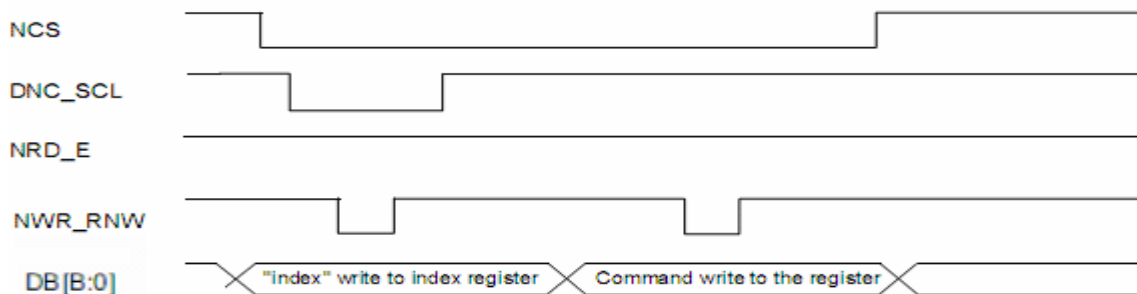 NCS
DNC_SCL
NRD_E
NWR_RNW
DB[B:0]
"index" write to index register
Command write to the register